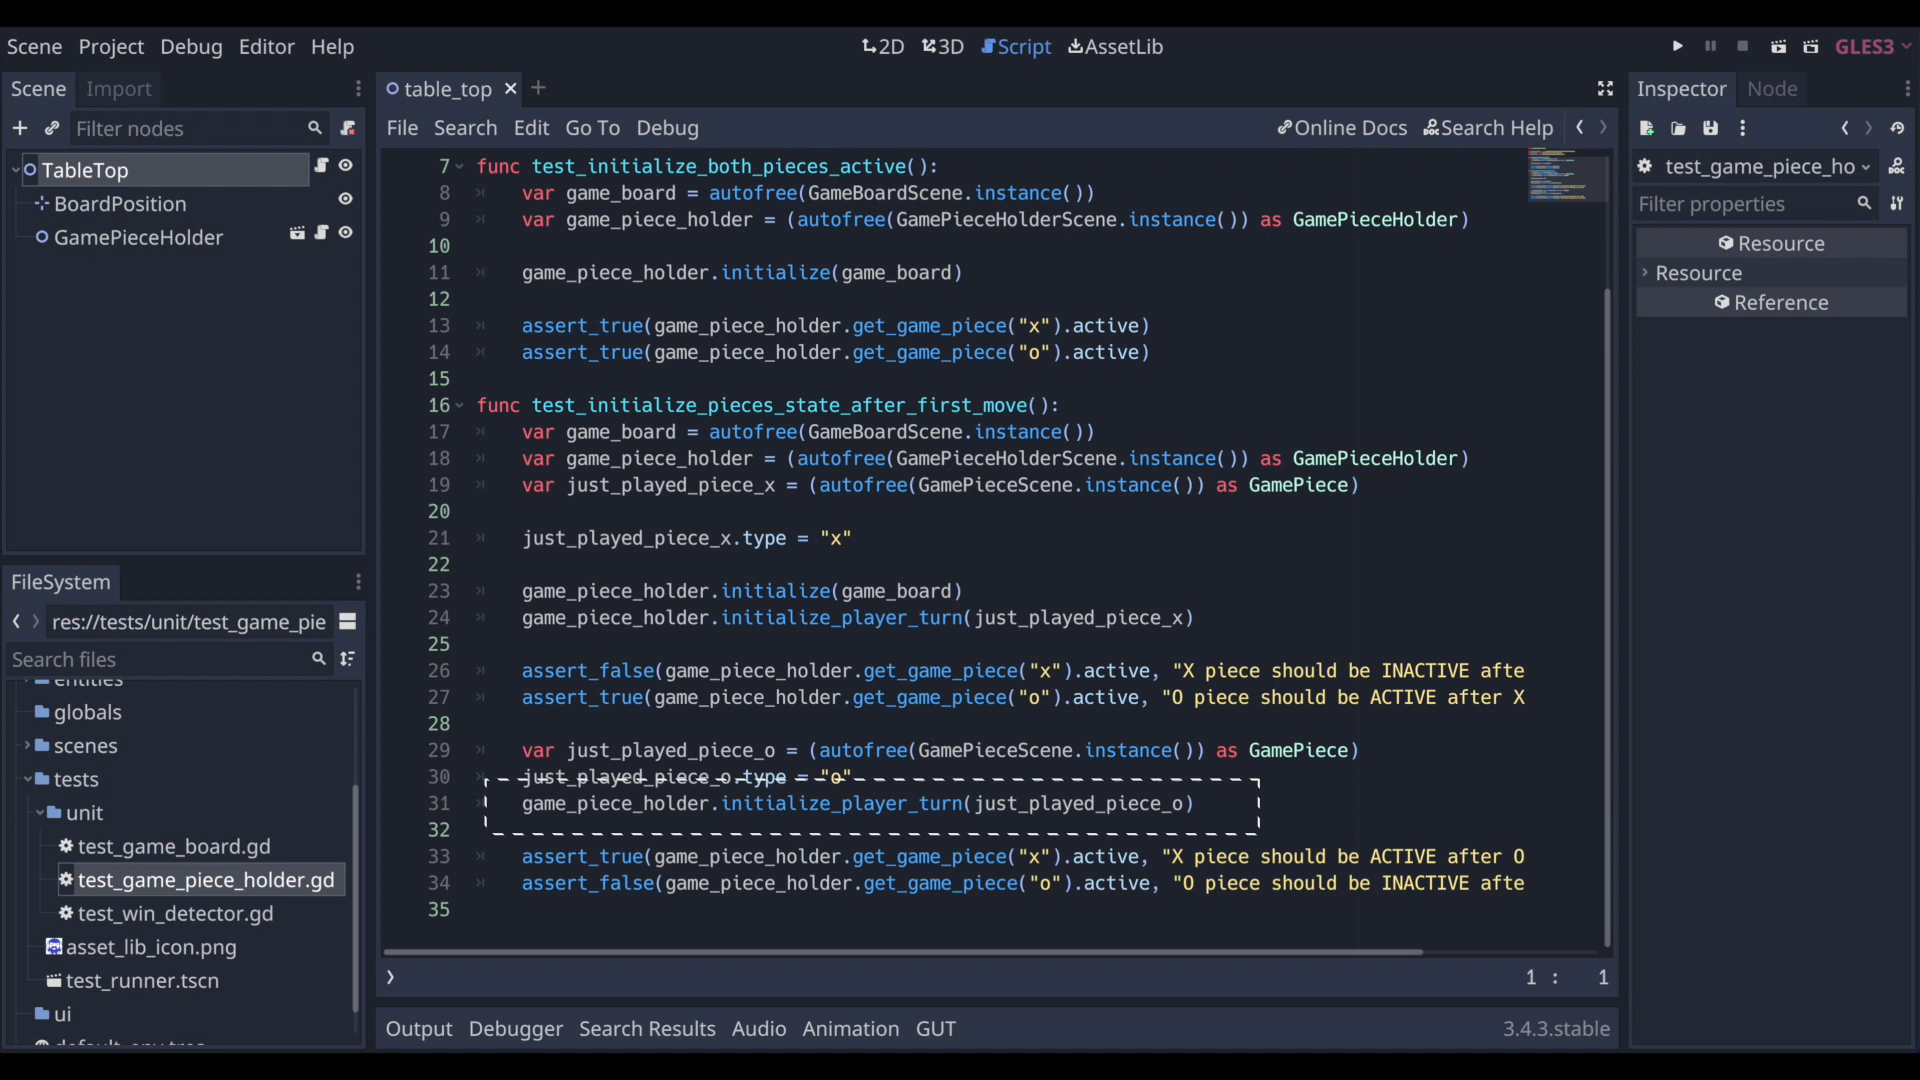 Scene Project Debug Editor Help
2D 3D Script AssetLib
GLES3
Scene Import
Filter nodes
TableTop
BoardPosition
GamePieceHolder
FileSystem
res://tests/unit/test_game_pie
Search files
entities
globals
scenes
tests
unit
test_game_board.gd
test_game_piece_holder.gd
test_win_detector.gd
asset_lib_icon.png
test_runner.tscn
ui
table_top
File Search Edit Go To Debug
Online Docs Search Help
7 func test_initialize_both_pieces_active():
8 var game_board = autofree(GameBoardScene.instance())
9 var game_piece_holder = (autofree(GamePieceHolderScene.instance()) as GamePieceHolder)
10
11 game_piece_holder.initialize(game_board)
12
13 assert_true(game_piece_holder.get_game_piece("x").active)
14 assert_true(game_piece_holder.get_game_piece("o").active)
15
16 func test_initialize_pieces_state_after_first_move():
17 var game_board = autofree(GameBoardScene.instance())
18 var game_piece_holder = (autofree(GamePieceHolderScene.instance()) as GamePieceHolder)
19 var just_played_piece_x = (autofree(GamePieceScene.instance()) as GamePiece)
20
21 just_played_piece_x.type = "x"
22
23 game_piece_holder.initialize(game_board)
24 game_piece_holder.initialize_player_turn(just_played_piece_x)
25
26 assert_false(game_piece_holder.get_game_piece("x").active, "X piece should be INACTIVE afte
27 assert_true(game_piece_holder.get_game_piece("o").active, "O piece should be ACTIVE after X
28
29 var just_played_piece_o = (autofree(GamePieceScene.instance()) as GamePiece)
30 just_played_piece_o.type = "o"
31 game_piece_holder.initialize_player_turn(just_played_piece_o)
32
33 assert_true(game_piece_holder.get_game_piece("x").active, "X piece should be ACTIVE after O
34 assert_false(game_piece_holder.get_game_piece("o").active, "O piece should be INACTIVE afte
35
1 : 1
Output Debugger Search Results Audio Animation GUT
3.4.3.stable
Inspector Node
test_game_piece_ho
Filter properties
Resource
Resource
Reference